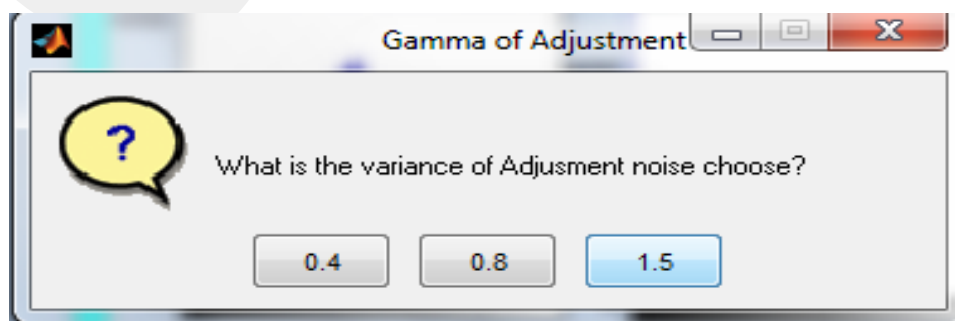 Gamma of Adjustment
?
What is the variance of Adjusment noise choose?
0.4 0.8 1.5